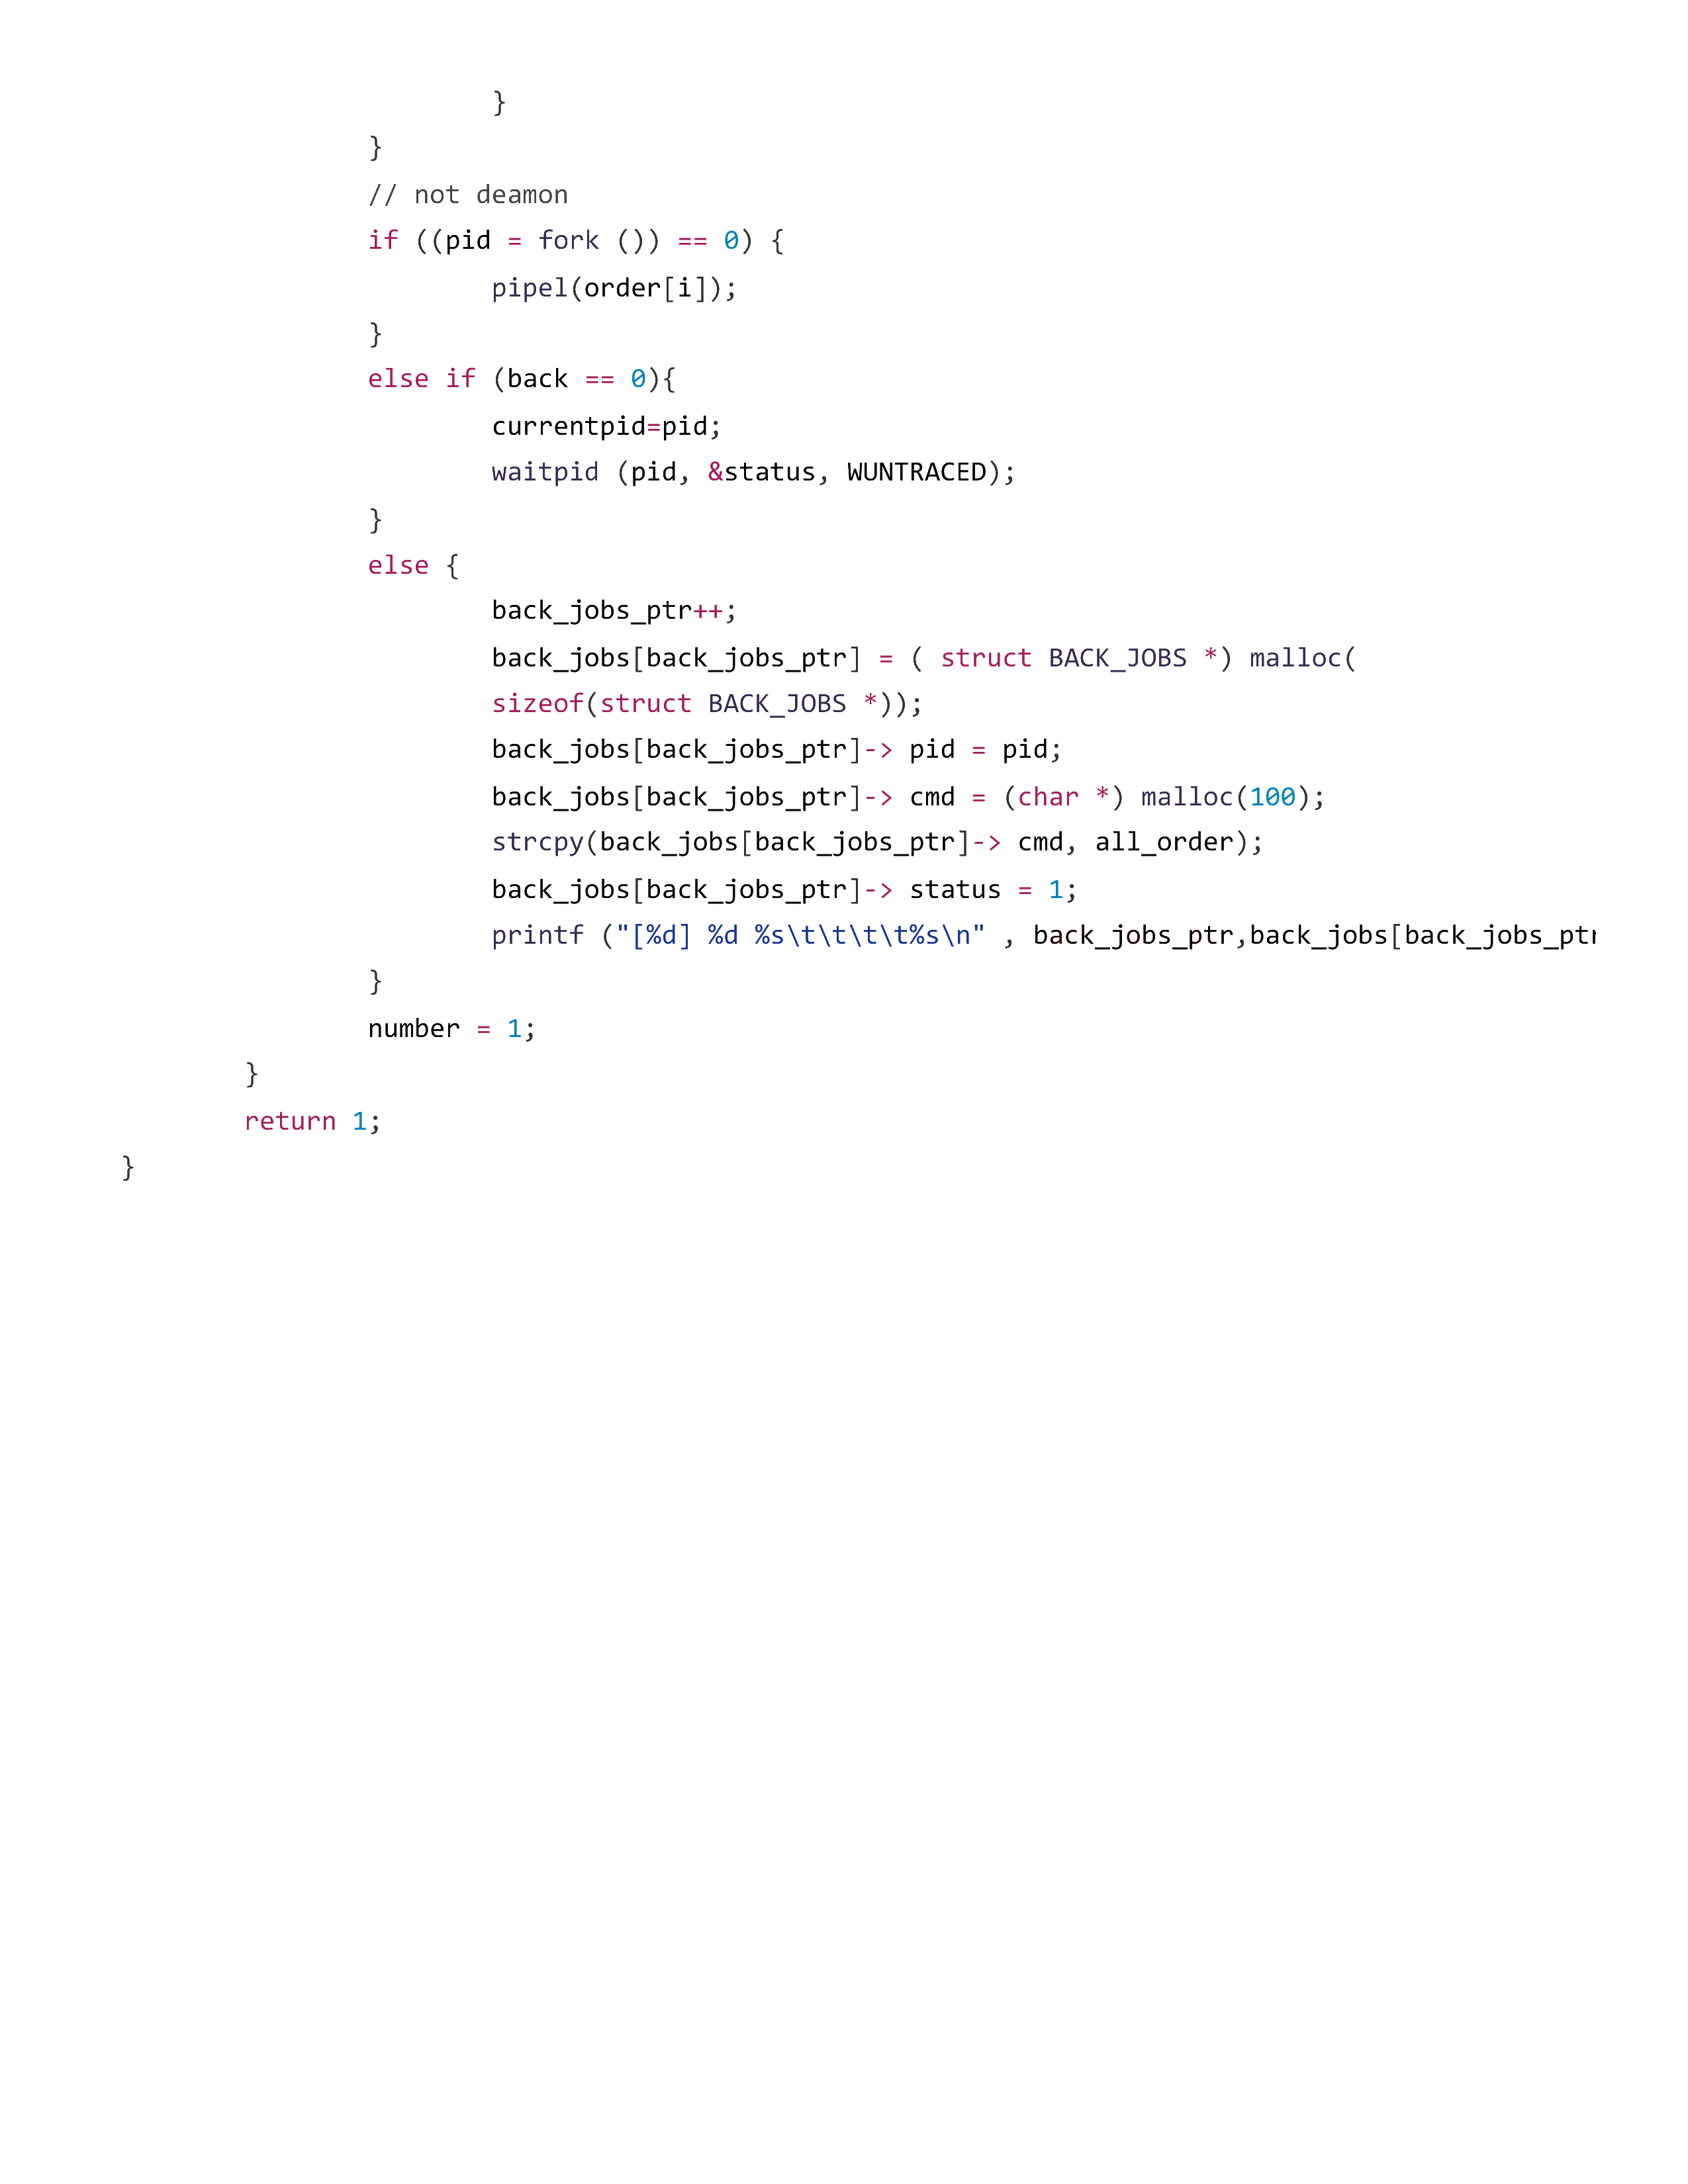 }
}
// not deamon
if ((pid = fork ()) == 0) {
pipel(order[i]);
}
else if (back == 0){
currentpid=pid;
waitpid (pid, &status, WUNTRACED);
}
else {
back_jobs_ptr++;
back_jobs[back_jobs_ptr] = ( struct BACK_JOBS *) malloc(
sizeof(struct BACK_JOBS *));
back_jobs[back_jobs_ptr]-> pid = pid;
back_jobs[back_jobs_ptr]-> cmd = (char *) malloc(100);
strcpy(back_jobs[back_jobs_ptr]-> cmd, all_order);
back_jobs[back_jobs_ptr]-> status = 1;
printf ("[%d] %d %s\t\t\t\t%s\n" , back_jobs_ptr,back_jobs[back_jobs_ptr
}
number = 1;
}
return 1;
}